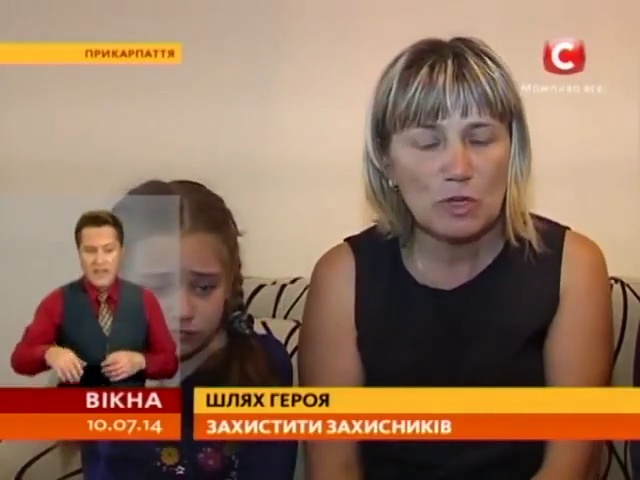 ПРИКАРПАТТЯ
С
Можливо все.
ВІКНА
ШЛЯХ ГЕРОЯ
10.07.14
ЗАХИСТИТИ ЗАХИСНИКІВ